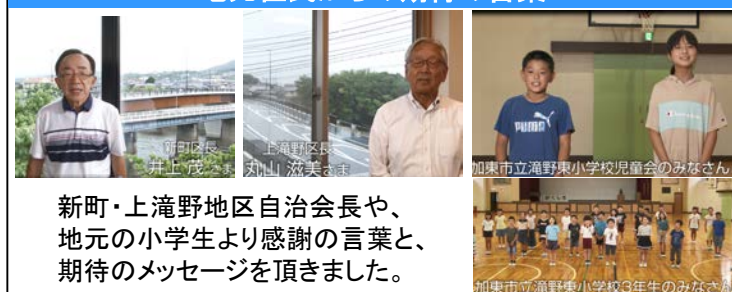 新町区長
井上 茂さま
上滝野区長
丸山 滋美さま
PUMA
Champion
加東市立滝野東小学校児童会のみなさん
新町・上滝野地区自治会長や、
地元の小学生より感謝の言葉と、
期待のメッセージを頂きました。
加東市立滝野東小学校3年生のみなさん